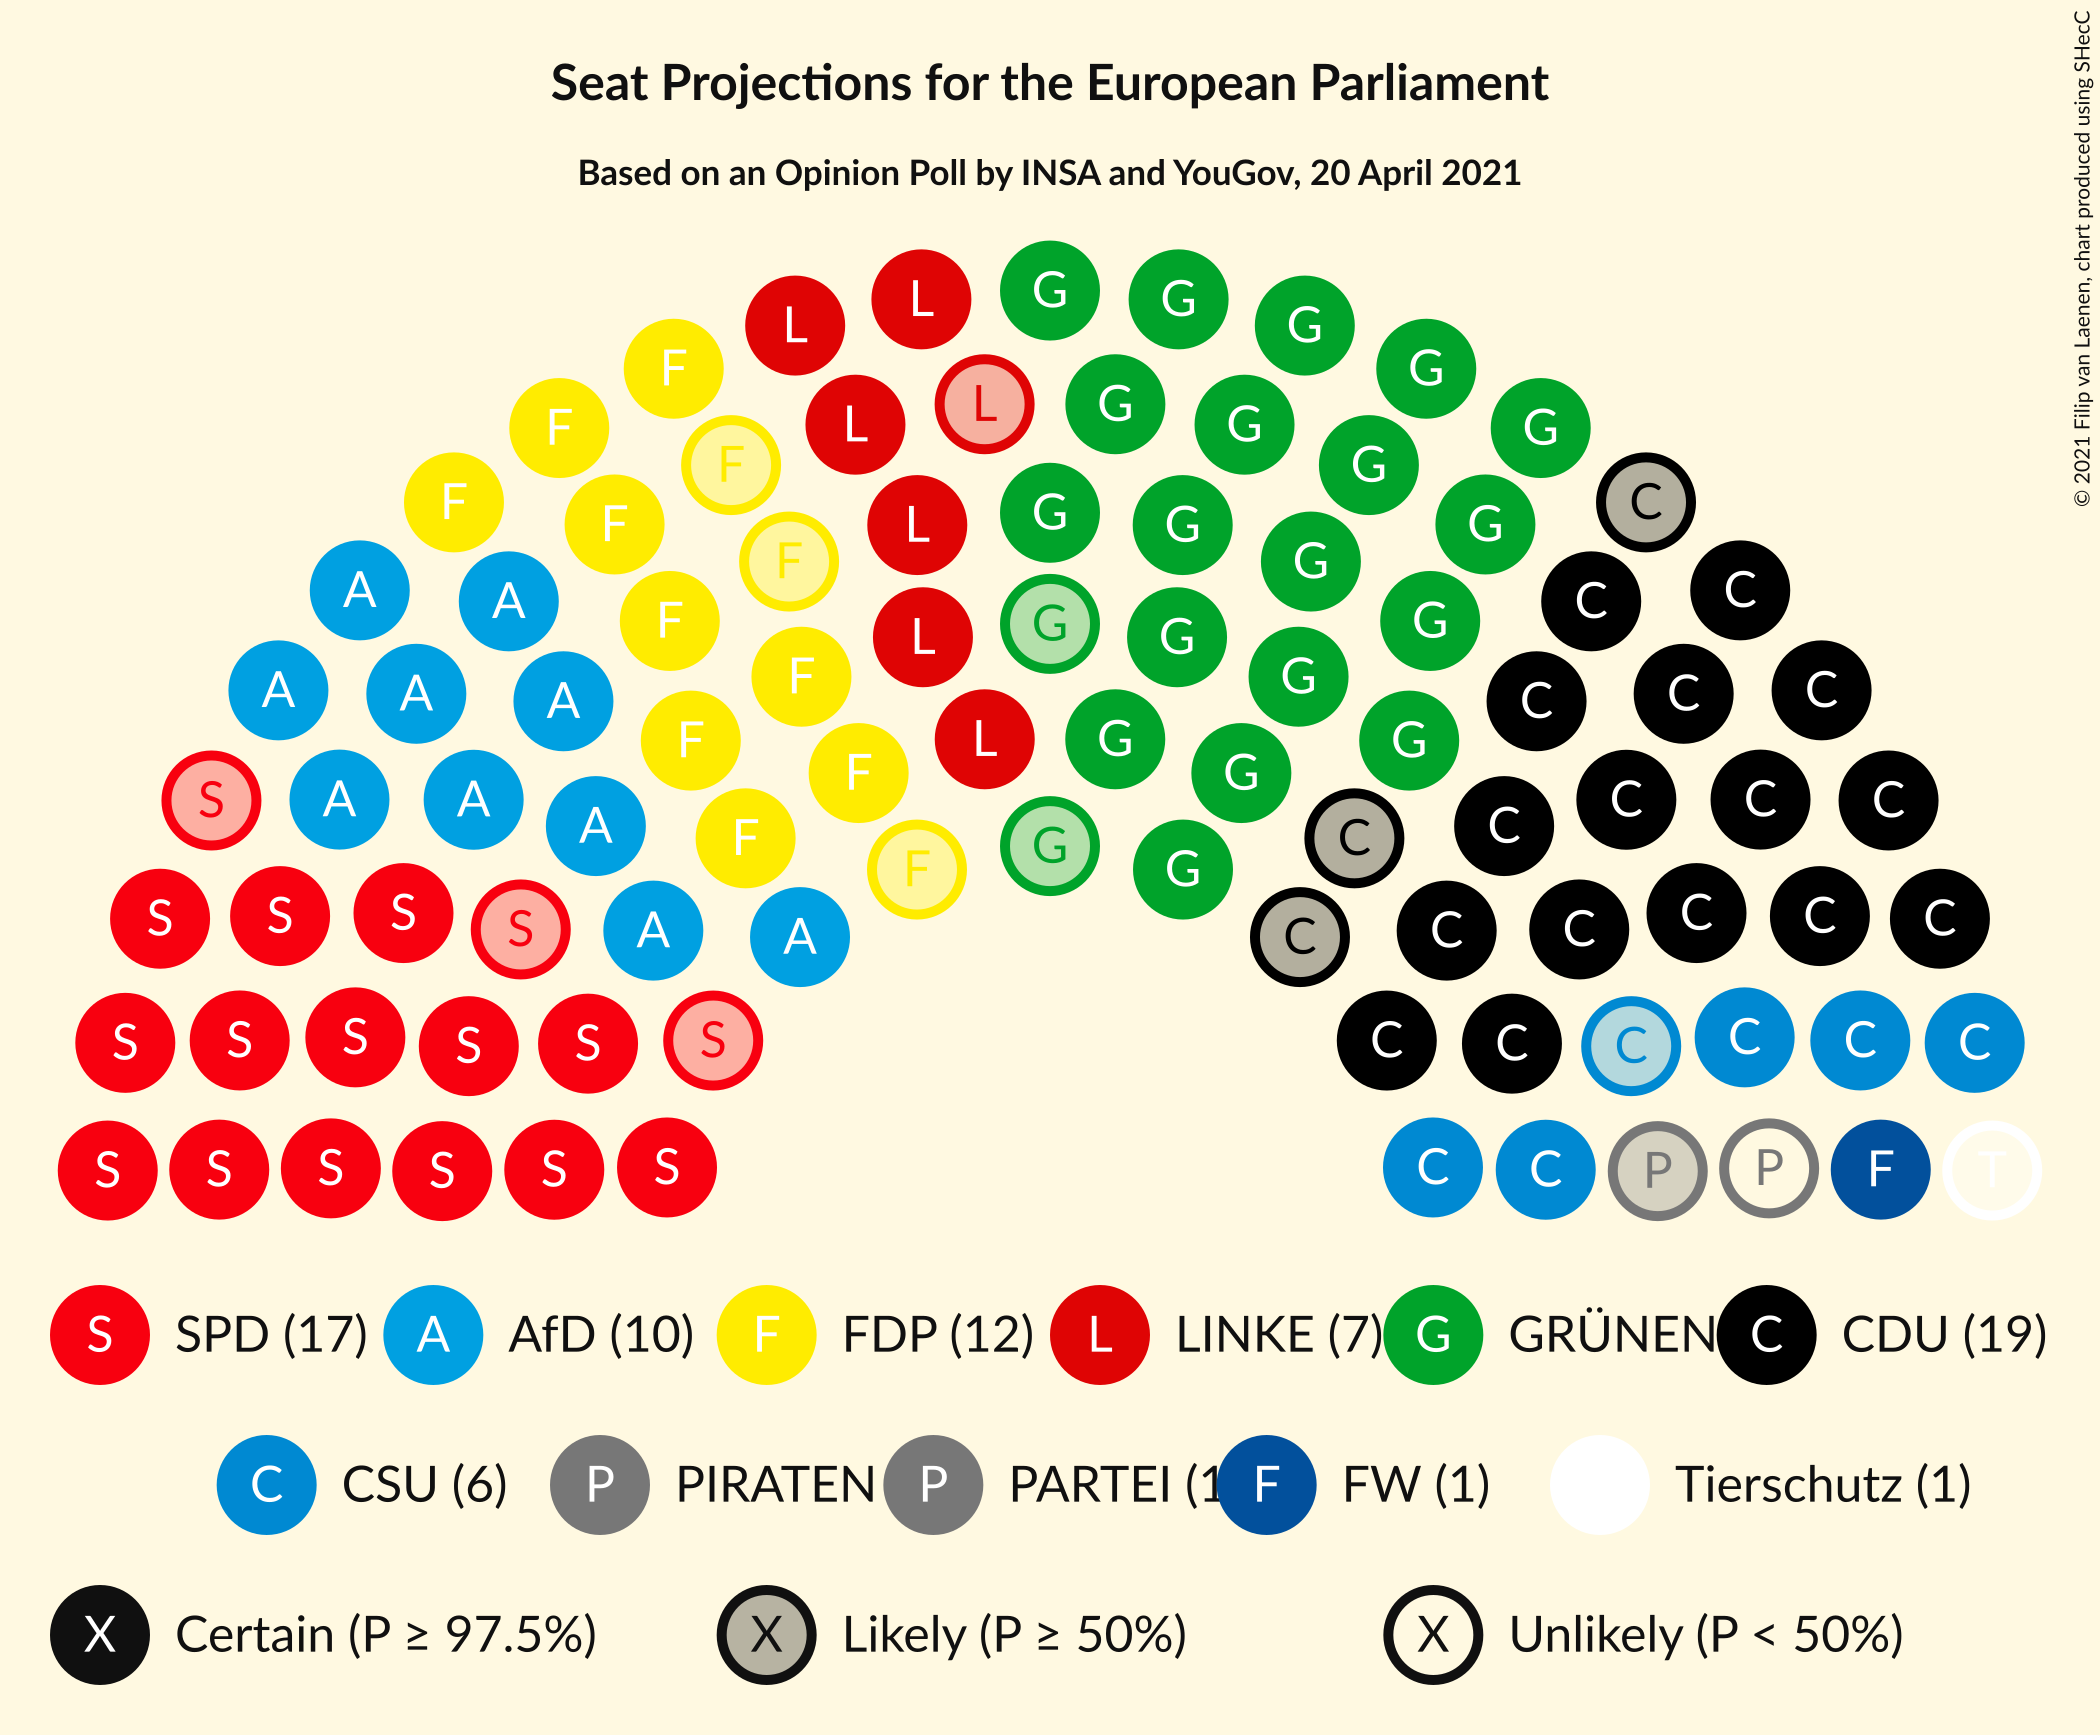 Seat Projections for the European Parliament
Based on an Opinion Poll by INSA and YouGov, 20 April 2021
© 2021 Filip van Laenen, chart produced using SHecC
L L G G G
F L L G G G
F F L G G G
F F F L G G G G C
A A F L G G G C C
A A A F L G G G C C C
S A A A F F G G C C C C C
S S S S A A F G G C C C C C C
S S S S S S C C C C C C
S S S S S S C C P P F T
S SPD (17) A AfD (10) F FDP (12) L LINKE (7) G GRÜNEN C CDU (19)
C CSU (6) P PIRATEN P PARTEI (1 F FW (1) Tierschutz (1)
X Certain (P ≥ 97.5%) X Likely (P ≥ 50%) X Unlikely (P < 50%)